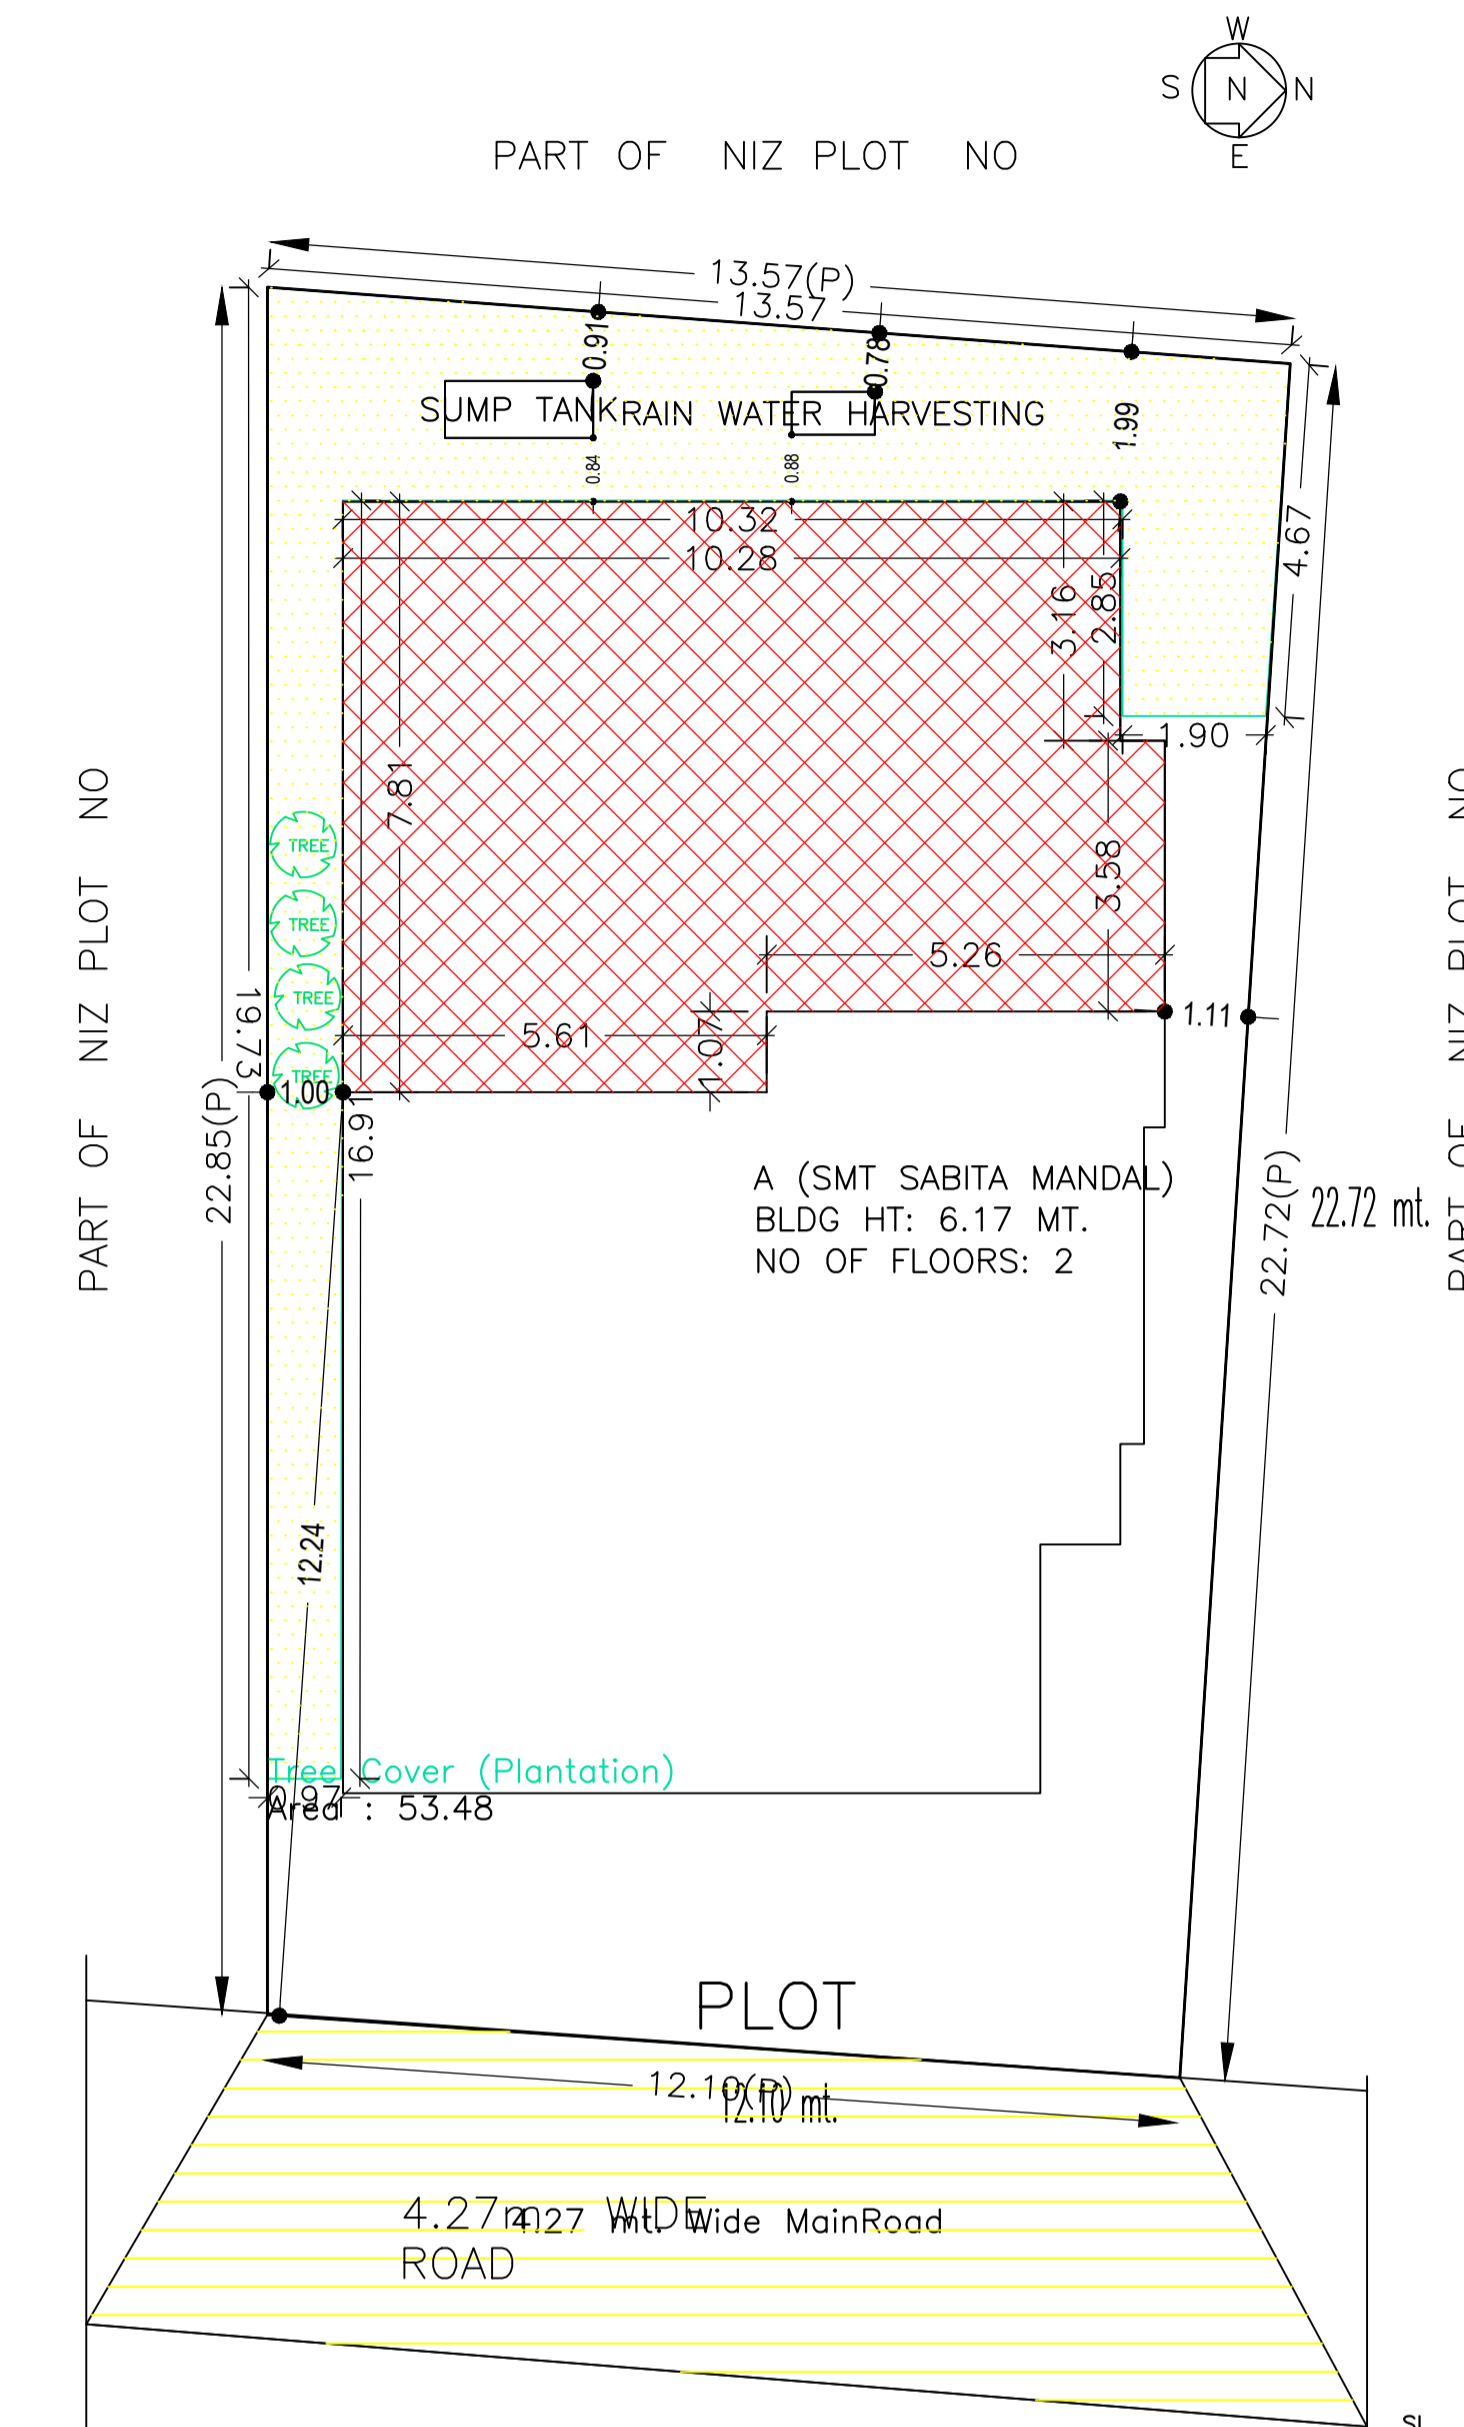 W
S N N
E
PART OF NIZ PLOT NO
13.57(P)
13.57
0.91
0.78
1.99
SUMP TANK
RAIN WATER HARVESTING
0.84
0.88
10.32
10.28
4.67
3.16
2.85
1.90
7.81
3.58
5.26
5.61
1.07
1.11
TREE
TREE
TREE
TREE
1.00
19.73
22.85(P)
16.91
PART OF NIZ PLOT NO
PART OF NIZ PLOT NO
A (SMT SABITA MANDAL)
BLDG HT: 6.17 MT.
NO OF FLOORS: 2
22.72(P)
22.72 mt.
12.24
Tree Cover (Plantation)
0.97
Area : 53.48
PLOT
12.10(P)
12.10 mt.
4.27m WIDE
ROAD
4.27 mt. Wide MainRoad